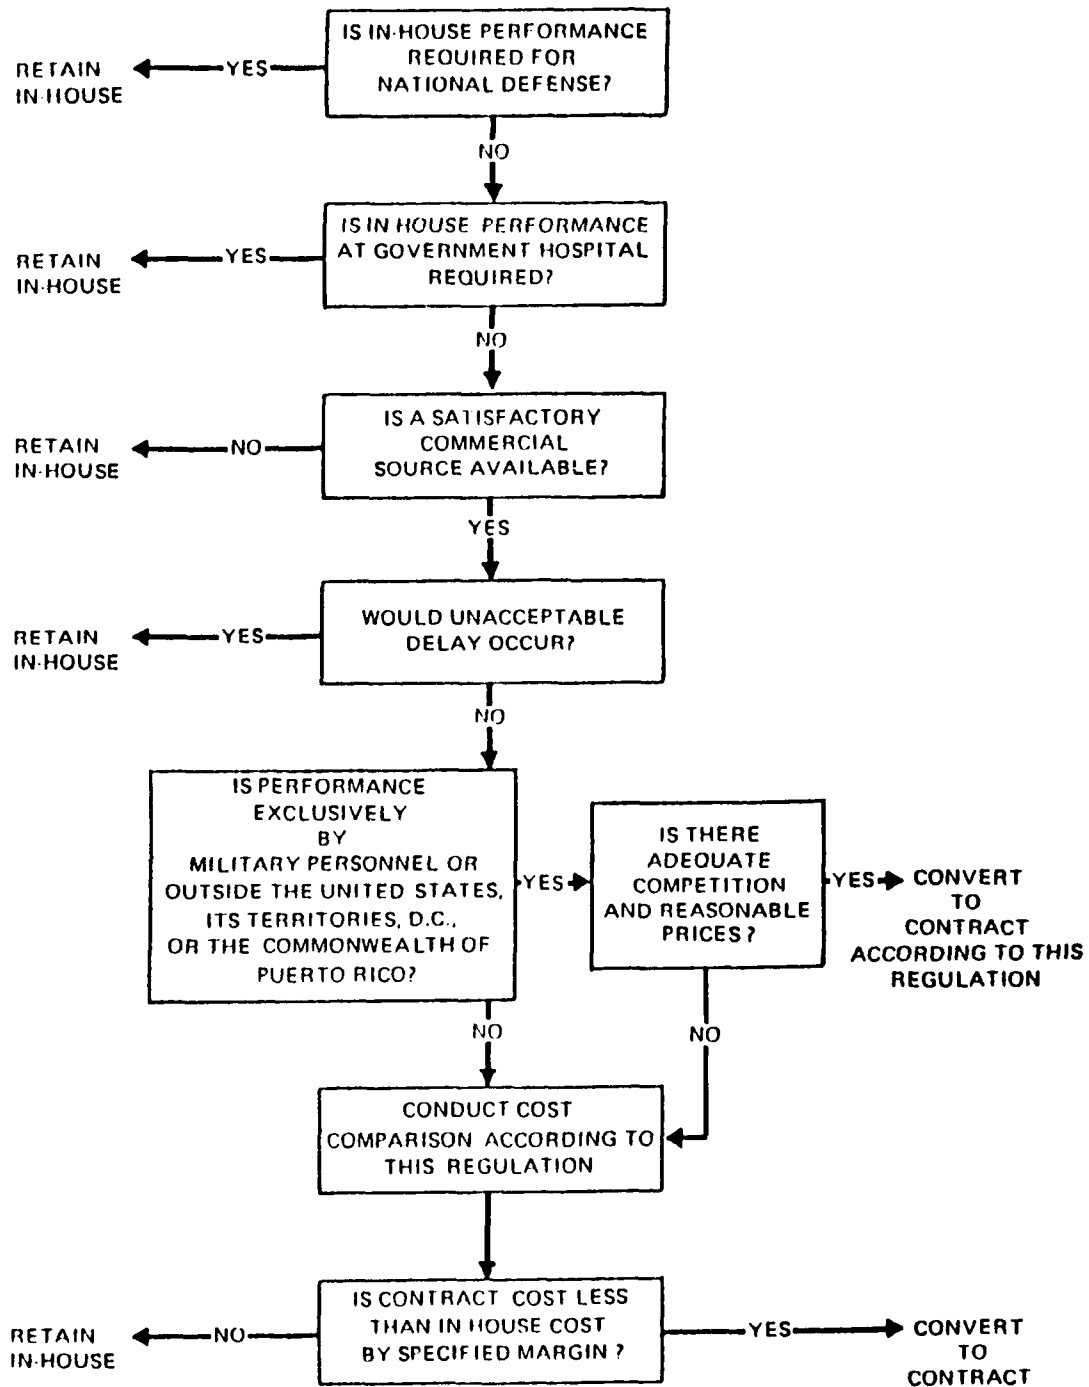 IS IN-HOUSE PERFORMANCE
REQUIRED FOR
NATIONAL DEFENSE?
RETAIN
IN-HOUSE
YES
NO
IS IN HOUSE PERFORMANCE
AT GOVERNMENT HOSPITAL
REQUIRED?
RETAIN
IN-HOUSE
YES
NO
IS A SATISFACTORY
COMMERCIAL
SOURCE AVAILABLE?
RETAIN
IN-HOUSE
NO
YES
WOULD UNACCEPTABLE
DELAY OCCUR?
RETAIN
IN-HOUSE
YES
NO
IS PERFORMANCE
EXCLUSIVELY
BY
MILITARY PERSONNEL OR
OUTSIDE THE UNITED STATES,
ITS TERRITORIES, D.C.,
OR THE COMMONWEALTH OF
PUERTO RICO?
YES
IS THERE
ADEQUATE
COMPETITION
AND REASONABLE
PRICES?
YES
CONVERT
TO
CONTRACT
ACCORDING TO THIS
REGULATION
NO
NO
CONDUCT COST
COMPARISON ACCORDING TO
THIS REGULATION
IS CONTRACT COST LESS
THAN IN HOUSE COST
BY SPECIFIED MARGIN?
RETAIN
IN-HOUSE
NO
YES
CONVERT
TO
CONTRACT